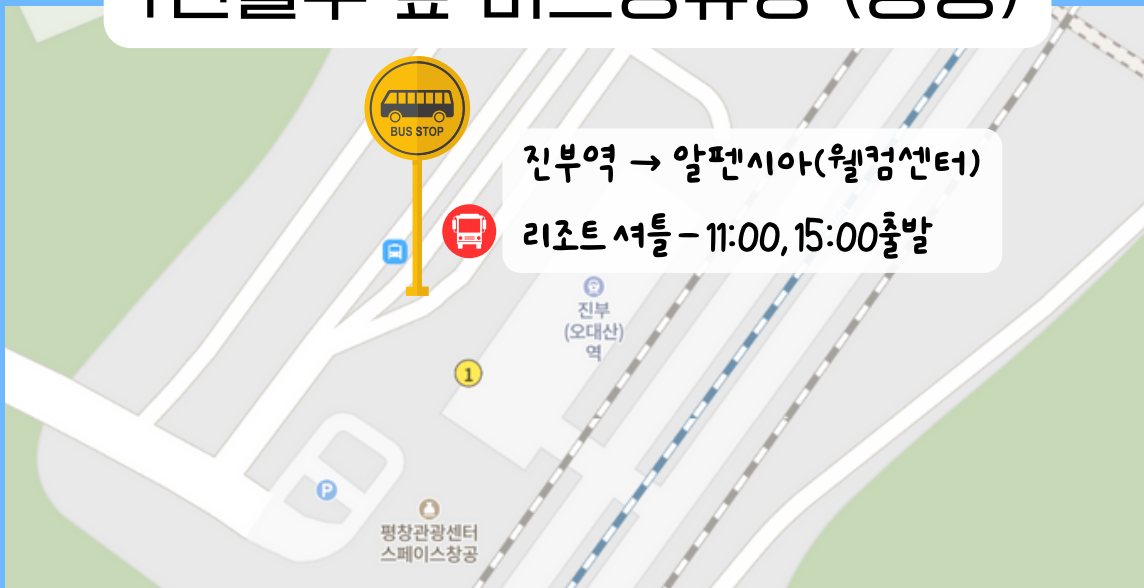 BUS STOP
진부역 → 알펜시아(웰컴센터)
리조트 셔틀 - 11:00, 15:00출발
진부
(오대산)
역
1
P
평창관광센터
스페이스창공